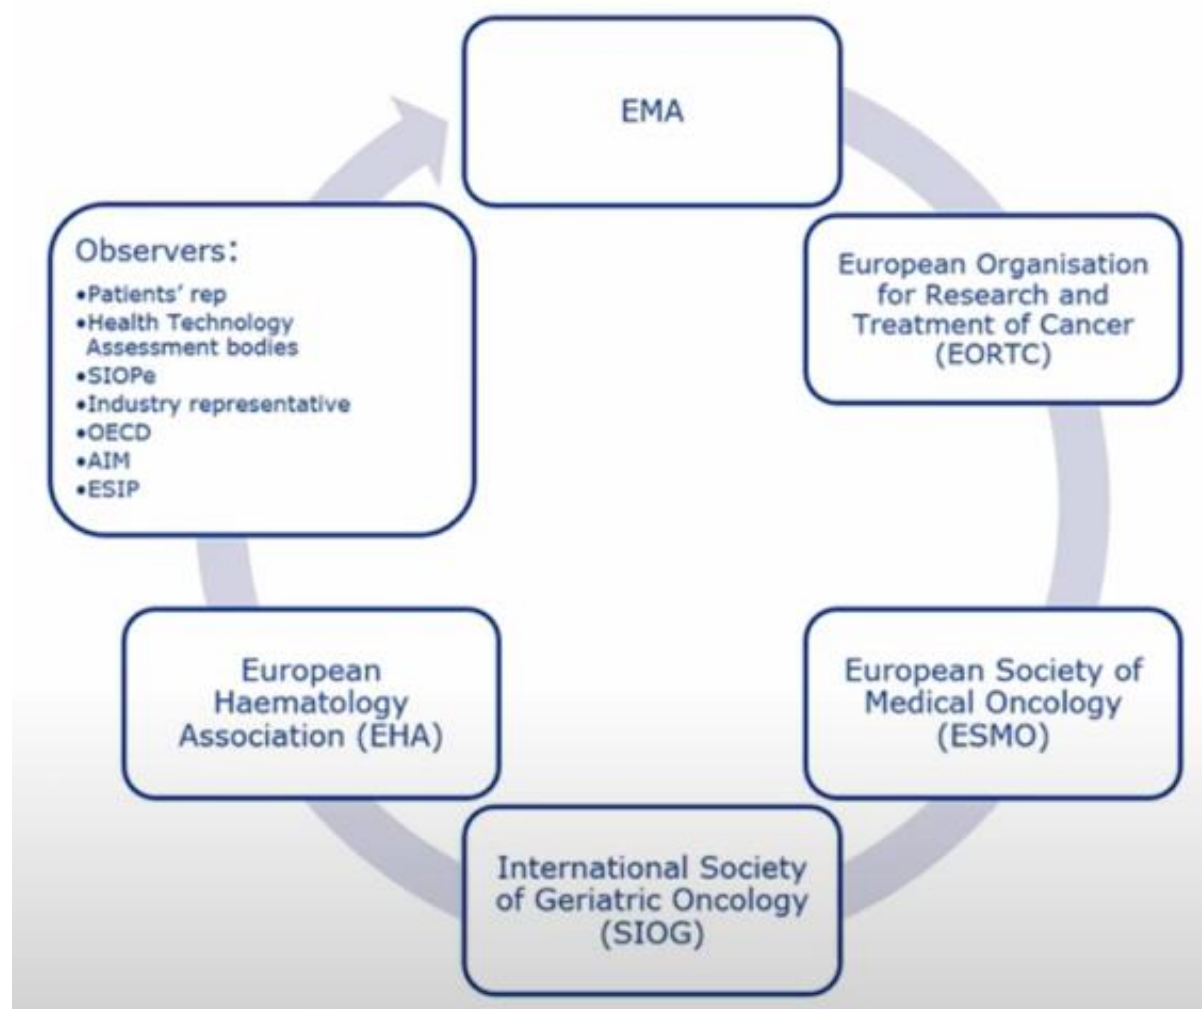 EMA
European Organisation
for Research and
Treatment of Cancer
(EORTC)
European Society of
Medical Oncology
(ESMO)
International Society
of Geriatric Oncology
(SIOG)
European
Haematology
Association (EHA)
Observers:
•Patients' rep
•Health Technology
Assessment bodies
•SIOPe
•Industry representative
•OECD
•AIM
•ESIP